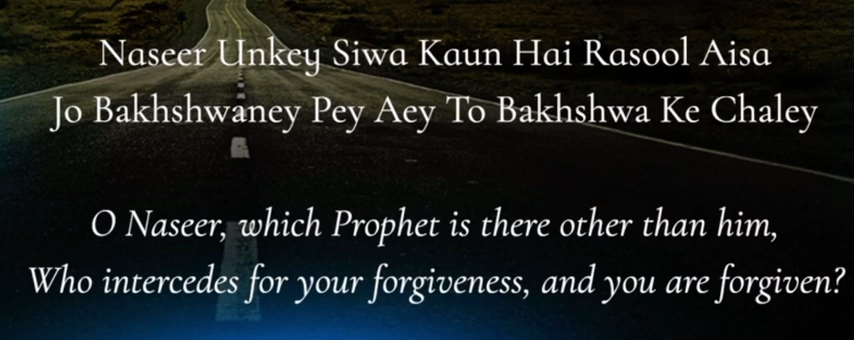 Naseer Unkey Siwa Kaun Hai Rasool Aisa
Jo Bakhshwaney Pey Aey To Bakhshwa Ke Chaley
O Naseer, which Prophet is there other than him,
Who intercedes for your forgiveness, and you are forgiven?